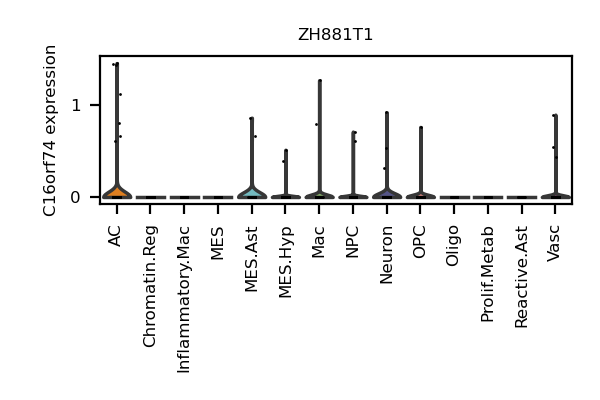 ZH881T1
C16orf74 expression
1
0
AC
Chromatin.Reg
Inflammatory.Mac
MES
MES.Ast
MES.Hyp
Mac
NPC
Neuron
OPC
Oligo
Prolif.Metab
Reactive.Ast
Vasc